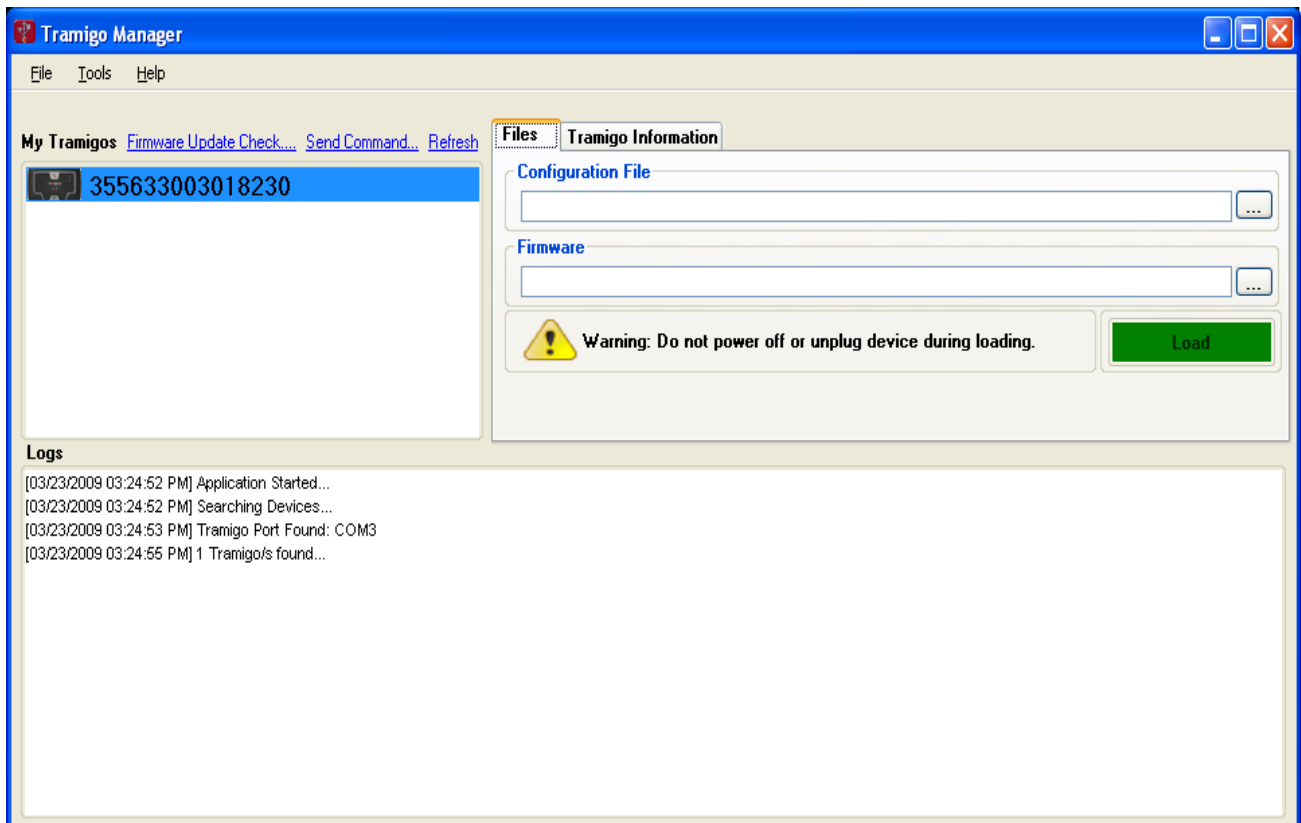 Tramigo Manager
File Tools Help
My Tramigos Firmware Update Check.... Send Command... Refresh
355633003018230
Files Tramigo Information
Configuration File
...
Firmware
...
Warning: Do not power off or unplug device during loading.
Load
Logs
[03/23/2009 03:24:52 PM] Application Started...
[03/23/2009 03:24:52 PM] Searching Devices...
[03/23/2009 03:24:53 PM] Tramigo Port Found: COM3
[03/23/2009 03:24:55 PM] 1 Tramigo/s found...